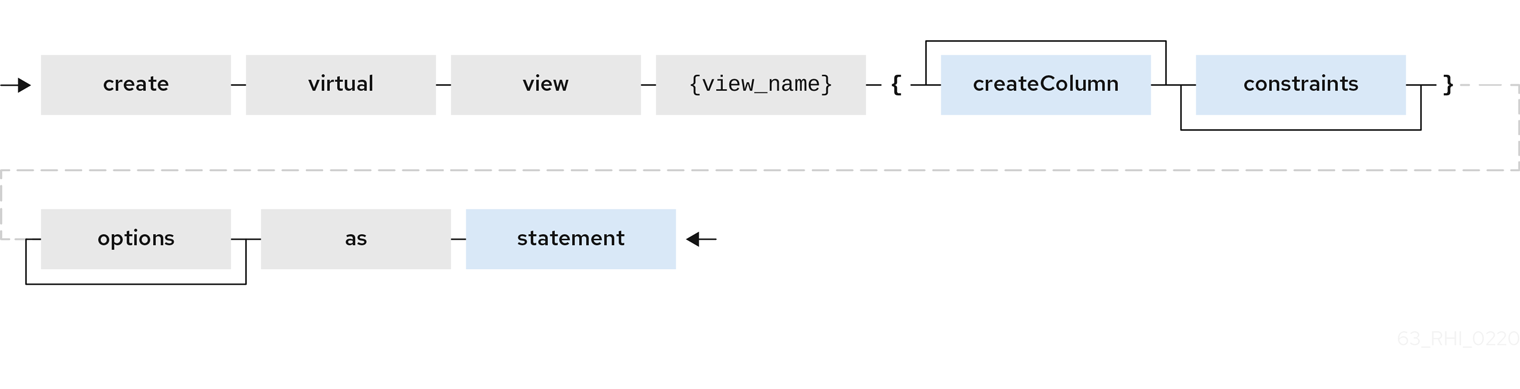 create virtual view {view_name} { createColumn constraints }
options as statement
63_RHI_0220